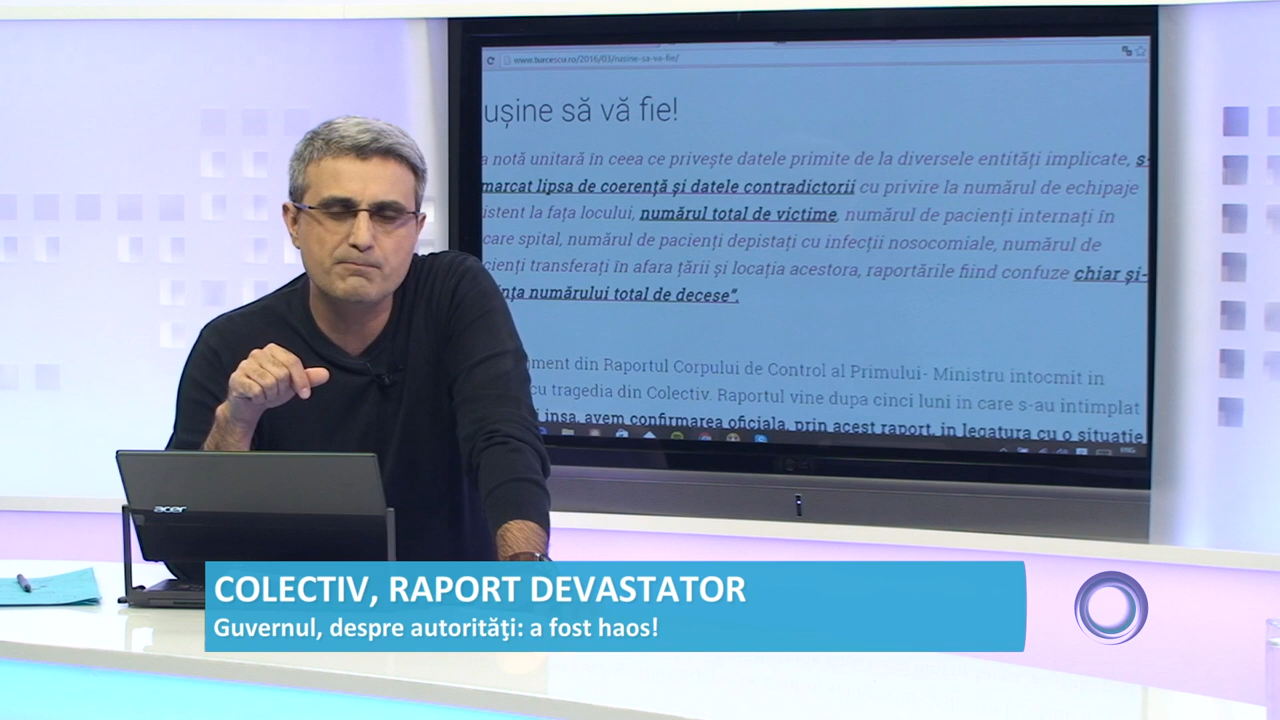 www.turcescu.ro/2016/03/rusine-sa-va-fie/
ușine să vă fie!
a notă unitară în ceea ce privește datele primite de la diversele entități implicate, s-
marcat lipsa de coerență și datele contradictorii cu privire la numărul de echipaje
istent la fața locului, numărul total de victime, numărul de pacienți internați în
care spital, numărul de pacienți depistați cu infecții nosocomiale, numărul de
cienți transferați în afara țării și locația acestora, raportările fiind confuze chiar și-
ința numărului total de decese”.
ment din Raportul Corpului de Control al Primului- Ministru intocmit in
cu tragedia din Colectiv. Raportul vine dupa cinci luni in care s-au intimplat
i insa, avem confirmarea oficiala, prin acest raport, in legatura cu o situatie
acer
COLECTIV, RAPORT DEVASTATOR
Guvernul, despre autorităţi: a fost haos!